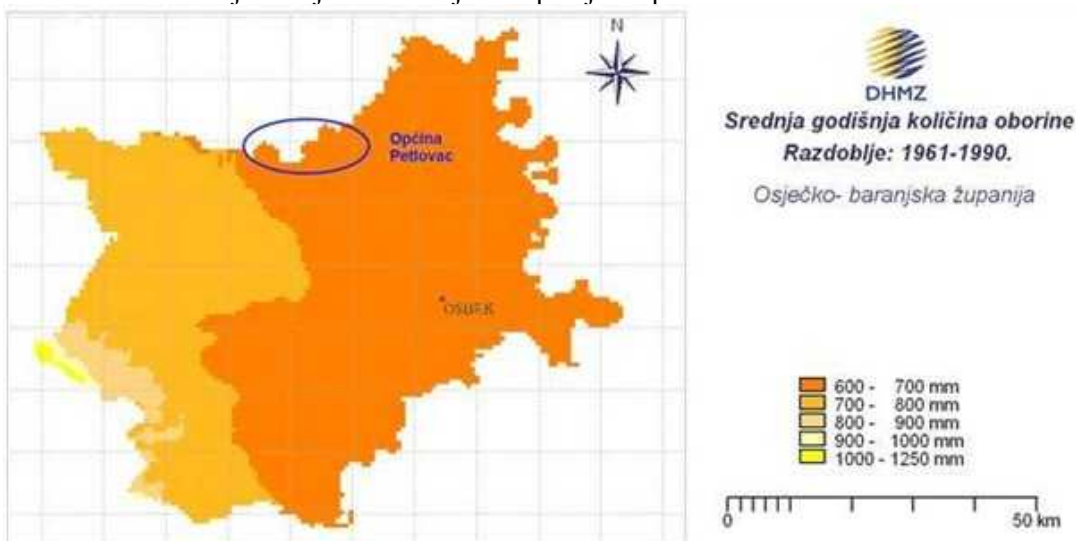 N
Općina
Petlovac
OSIJEK
DHMZ
Srednja godišnja količina oborine
Razdoblje: 1961-1990.
Osječko- baranjska županija
600 - 700 mm
700 - 800 mm
800 - 900 mm
900 - 1000 mm
1000 - 1250 mm
0 50 km